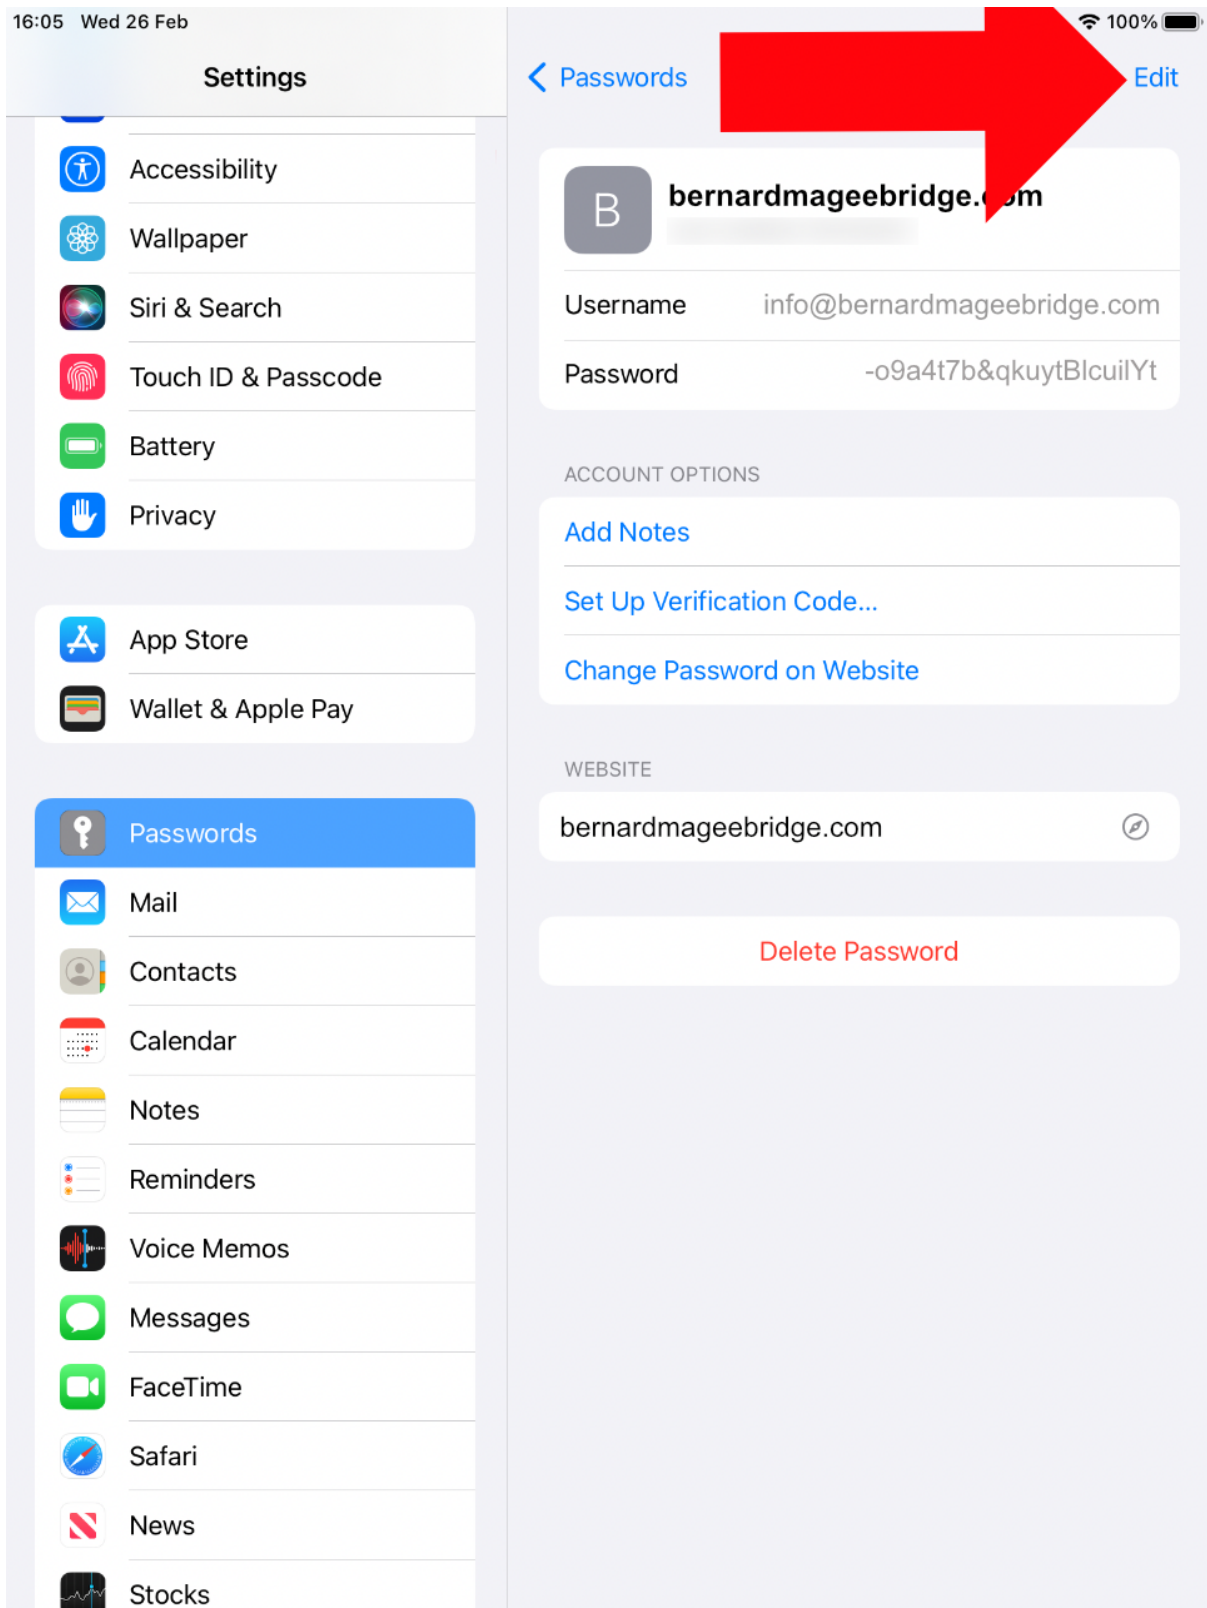 16:05 Wed 26 Feb
100%
Settings
Accessibility
Wallpaper
Siri & Search
Touch ID & Passcode
Battery
Privacy
App Store
Wallet & Apple Pay
Passwords
Mail
Contacts
Calendar
Notes
Reminders
Voice Memos
Messages
FaceTime
Safari
News
Stocks
Passwords
Edit
B
bernardmageebridge.com
Username info@bernardmageebridge.com
Password -o9a4t7b&qkuytBlcuilYt
ACCOUNT OPTIONS
Add Notes
Set Up Verification Code...
Change Password on Website
WEBSITE
bernardmageebridge.com
Delete Password